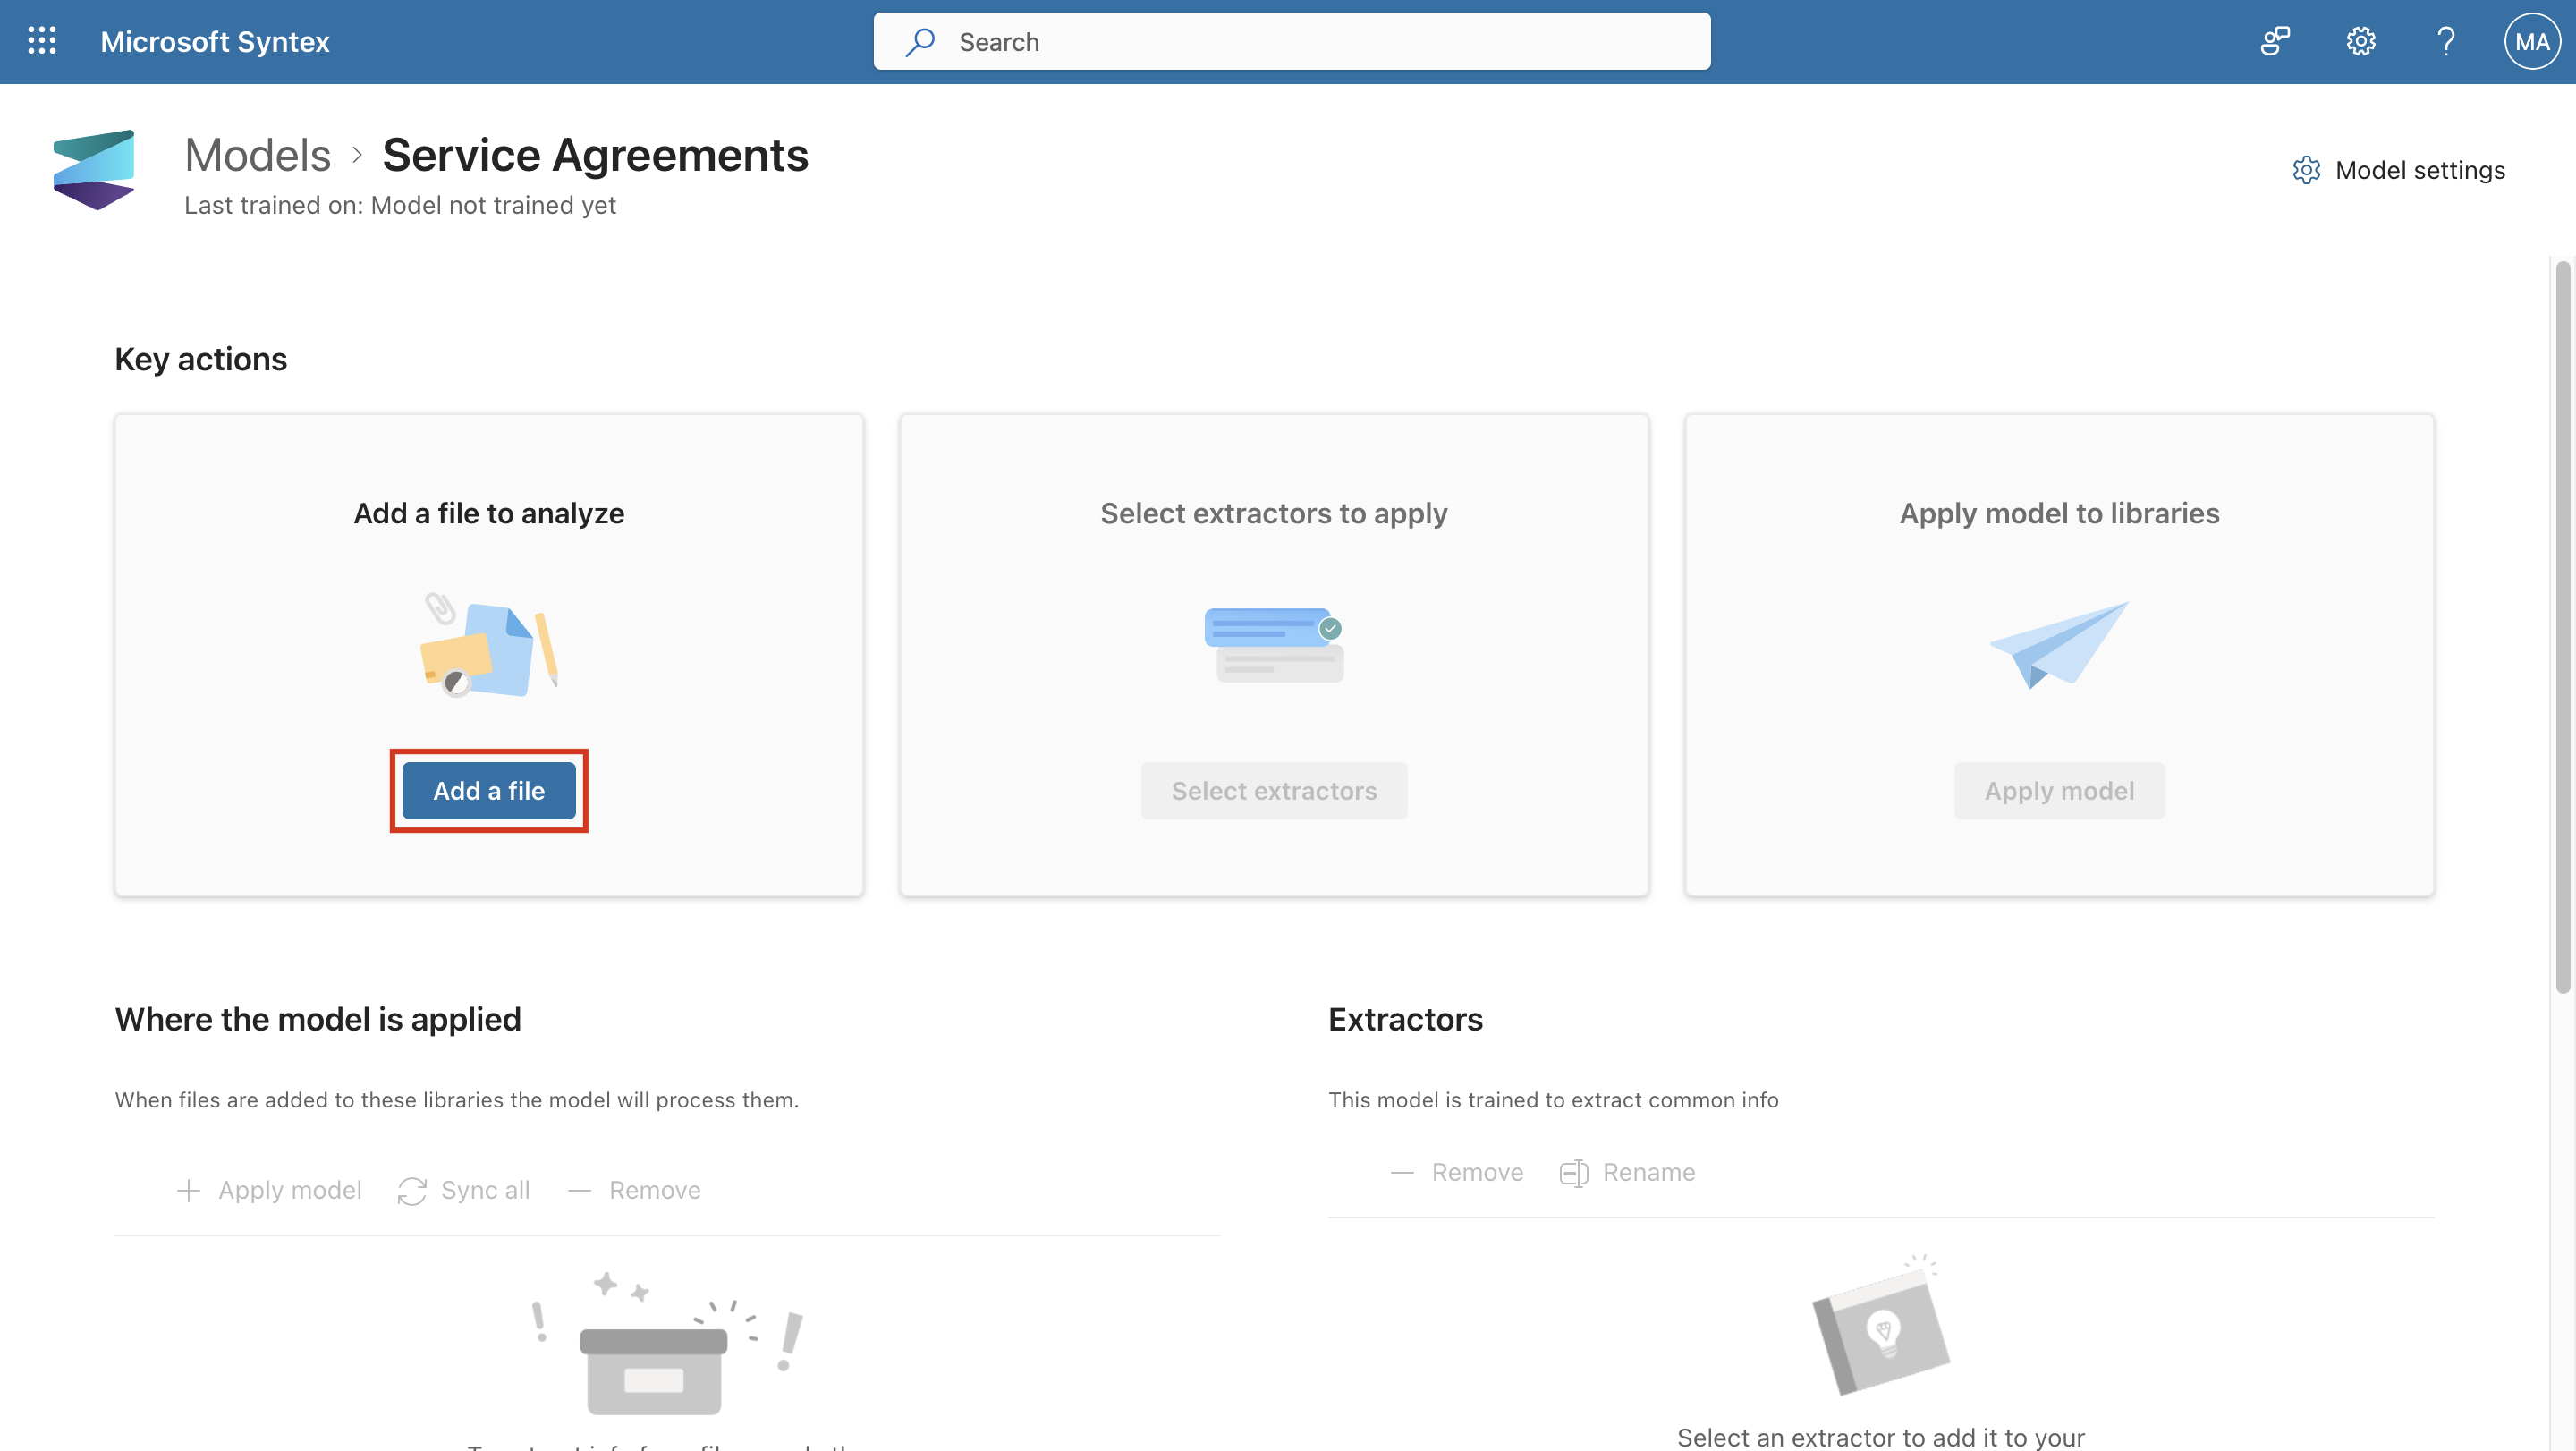 Microsoft Syntex
Search
MA
Models > Service Agreements
Last trained on: Model not trained yet
Model settings
Key actions
Add a file to analyze
Select extractors to apply
Apply model to libraries
Add a file
Select extractors
Apply model
Where the model is applied
Extractors
When files are added to these libraries the model will process them.
This model is trained to extract common info
Apply model
Sync all
Remove
Remove
Rename
Select an extractor to add it to your